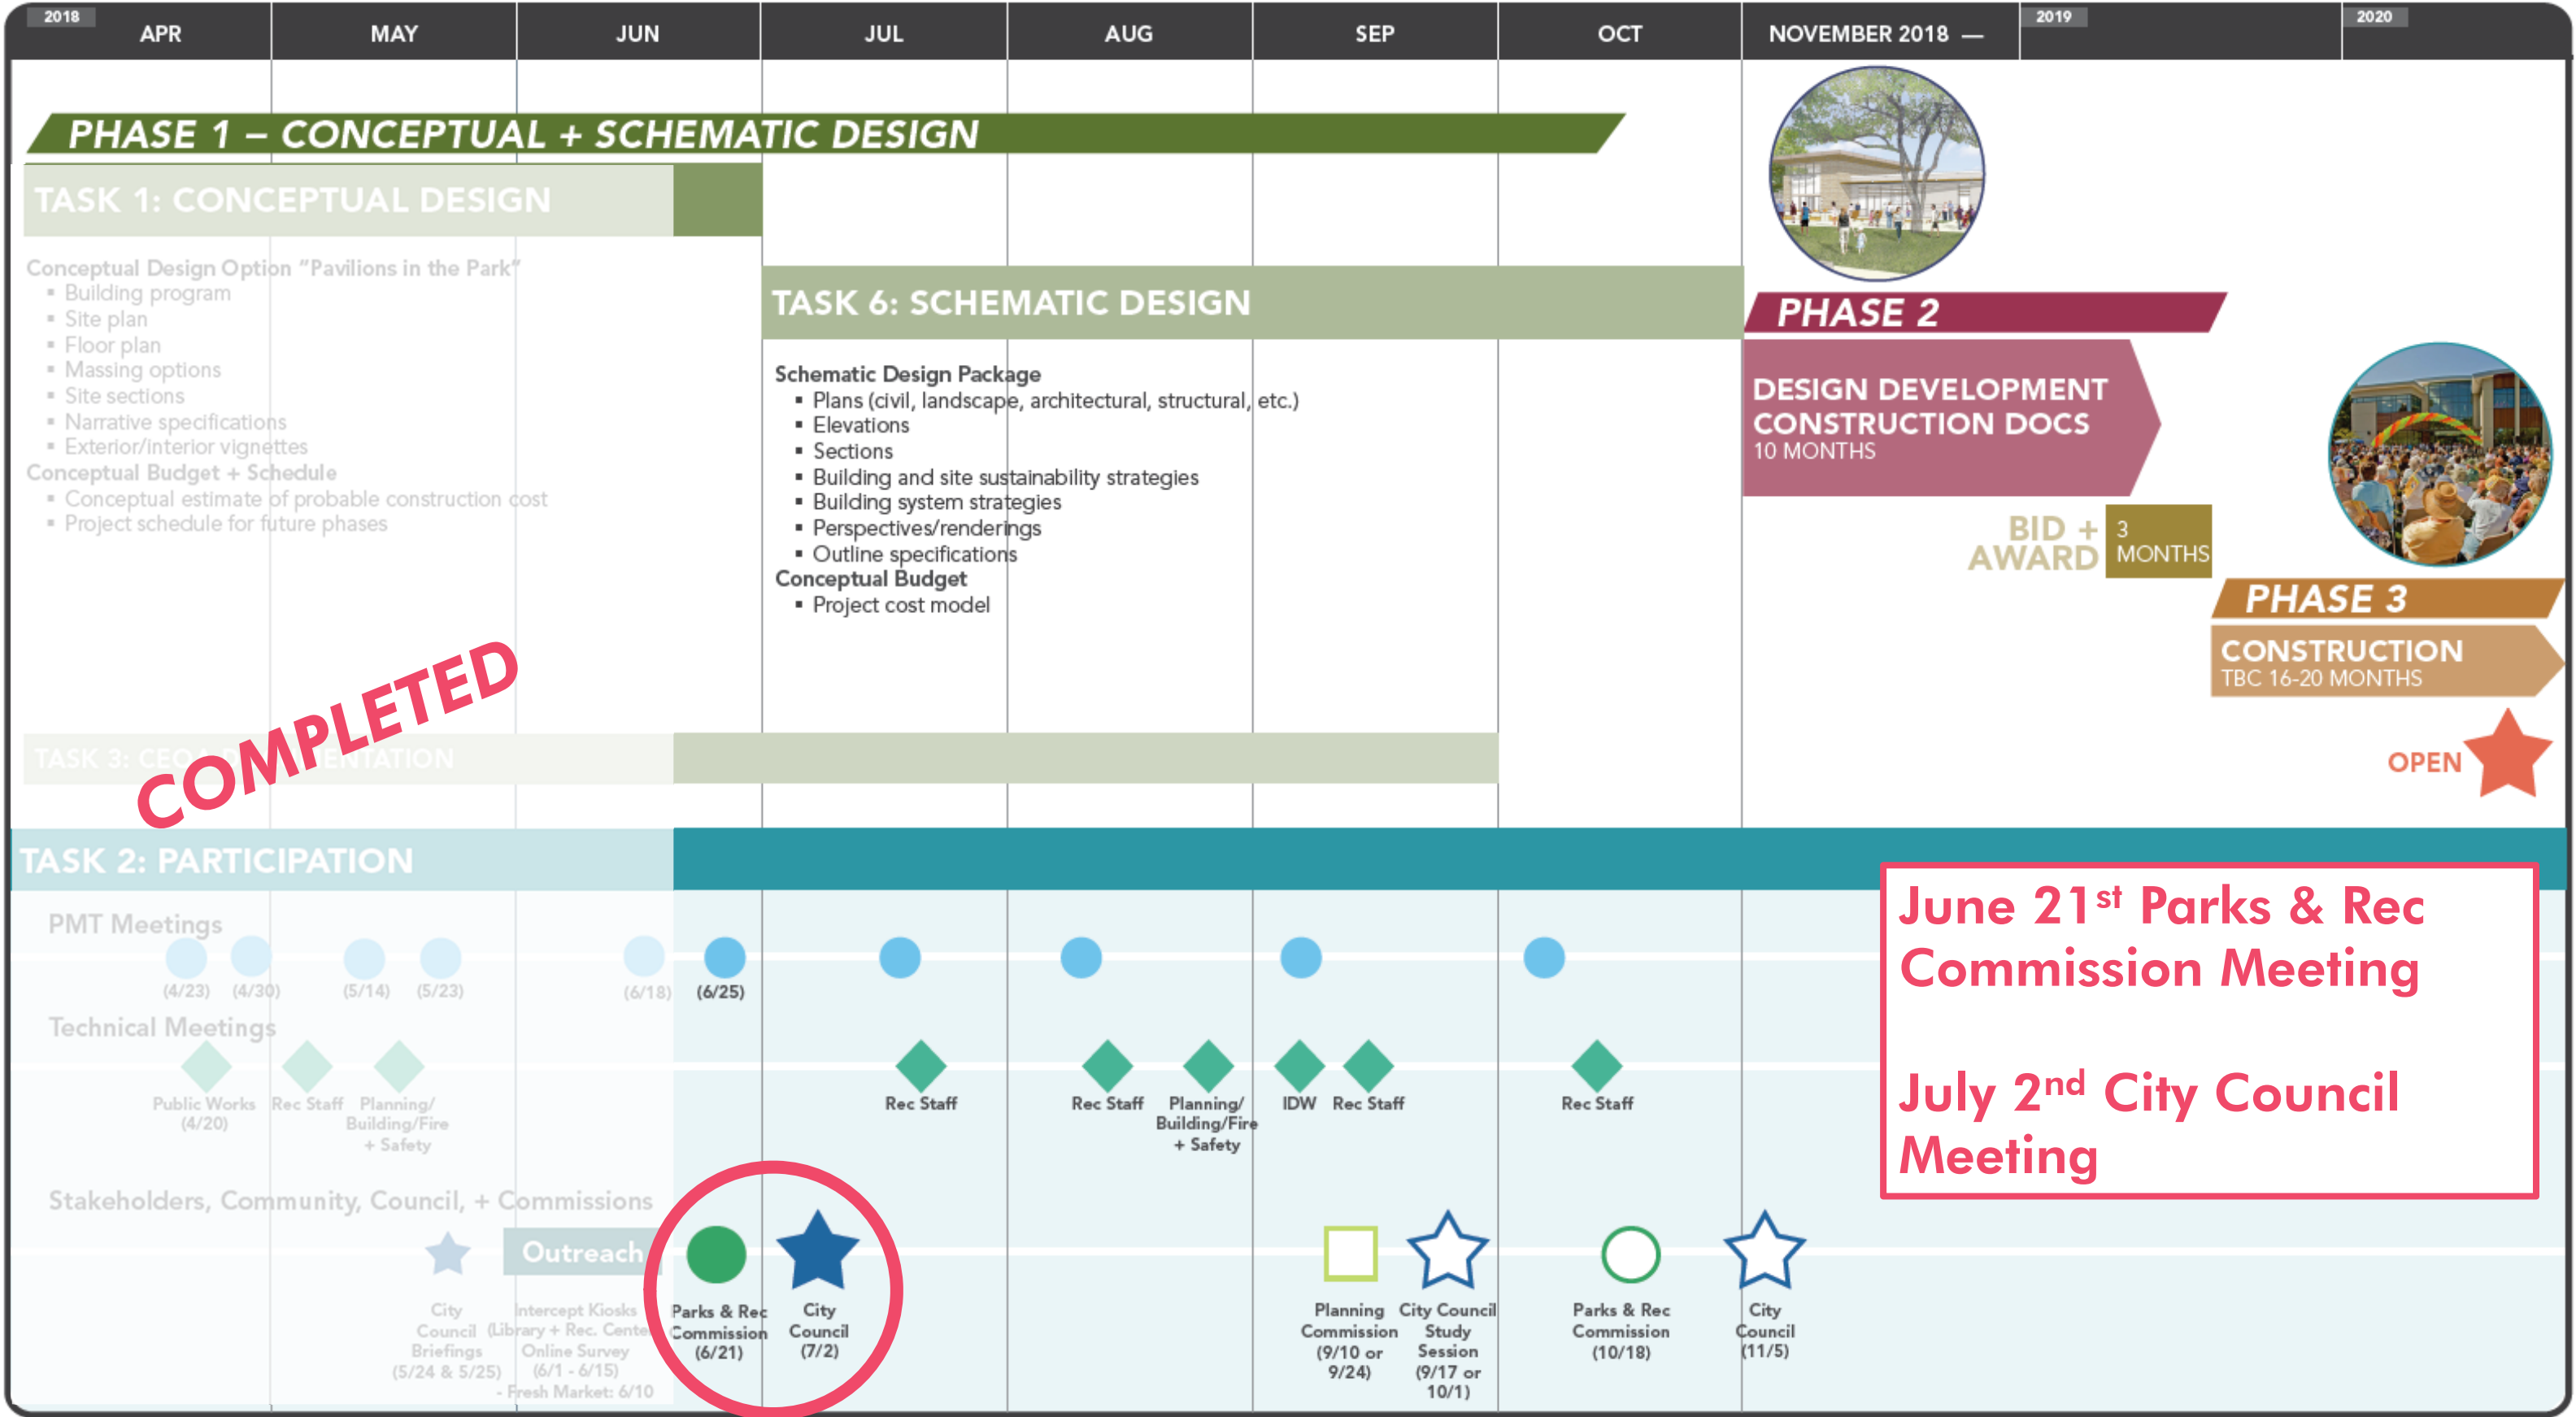 2018
APR MAY JUN JUL AUG SEP OCT NOVEMBER 2018 — 2019 2020
PHASE 1 – CONCEPTUAL + SCHEMATIC DESIGN
TASK 1: CONCEPTUAL DESIGN
Conceptual Design Option “Pavilions in the Park”
▪ Building program
▪ Site plan
▪ Floor plan
▪ Massing options
▪ Site sections
▪ Narrative specifications
▪ Exterior/interior vignettes
Conceptual Budget + Schedule
▪ Conceptual estimate of probable construction cost
▪ Project schedule for future phases
TASK 6: SCHEMATIC DESIGN
Schematic Design Package
▪ Plans (civil, landscape, architectural, structural, etc.)
▪ Elevations
▪ Sections
▪ Building and site sustainability strategies
▪ Building system strategies
▪ Perspectives/renderings
▪ Outline specifications
Conceptual Budget
▪ Project cost model
PHASE 2
DESIGN DEVELOPMENT
CONSTRUCTION DOCS
10 MONTHS
BID +
AWARD
3
MONTHS
PHASE 3
CONSTRUCTION
TBC 16-20 MONTHS
OPEN
COMPLETED
TASK 3:
TASK 2: PARTICIPATION
PMT Meetings
(4/23) (4/30) (5/14) (5/23) (6/18) (6/25)
Technical Meetings
Public Works
(4/20)
Rec Staff
Planning/
Building/Fire
+ Safety
Rec Staff
Rec Staff
Planning/
Building/Fire
+ Safety
IDW
Rec Staff
Rec Staff
Stakeholders, Community, Council, + Commissions
Outreach
City
Council
Briefings
(5/24 & 5/25)
Intercept Kiosks
(Library + Rec.
Online Survey
(6/1 - 6/15)
- Fresh Market: 6/10
Parks & Rec
Commission
(6/21)
City
Council
(7/2)
Planning
Commission
(9/10 or
9/24)
City Council
Study
Session
(9/17 or
10/1)
Parks & Rec
Commission
(10/18)
City
Council
(11/5)
June 21st Parks & Rec
Commission Meeting
July 2nd City Council
Meeting